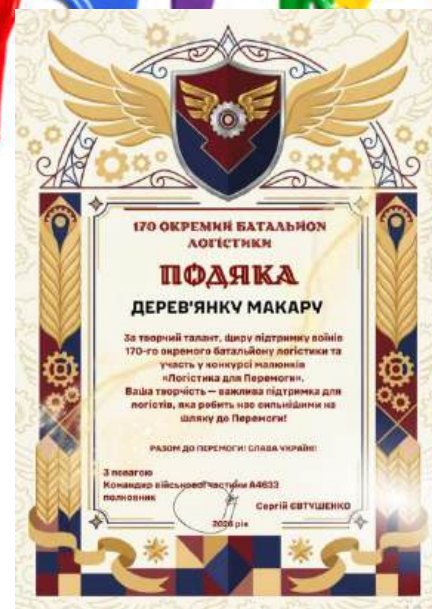 170 ОКРЕМИЙ БАТАЛЬЙОН
ЛОГІСТИКИ
ПОДЯКА
ДЕРЕВ'ЯНКУ МАКАРУ
За творчий талант, щиру підтримку воїнів
170-го окремого батальйону логістики та
участь у конкурсі малюнків
«Логістика для Перемоги».
Ваша творчість — важлива підтримка для
логістів, яка робить нас сильнішими на
шляху до Перемоги!
РАЗОМ ДО ПЕРЕМОГИ! СЛАВА УКРАЇНІ!
З повагою
Командир військової частини А4633
полковник
Сергій ЄВТУШЕНКО
2026 рік